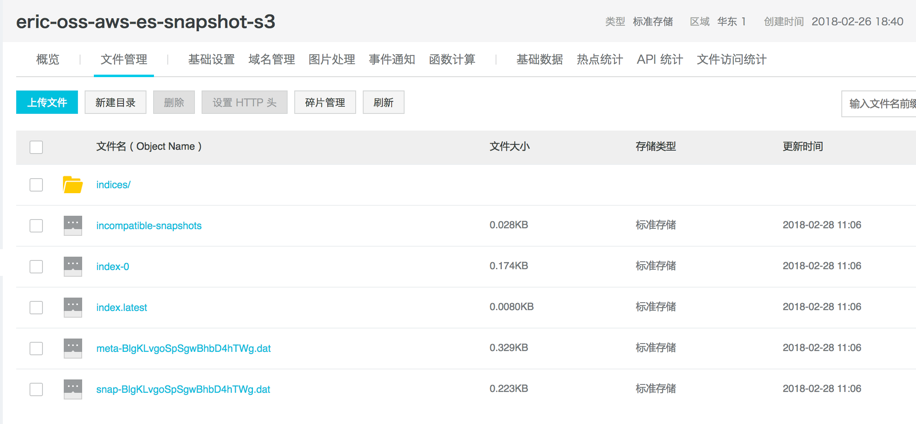 eric-oss-aws-es-snapshot-s3 类型 标准存储 区域 华东 1 创建时间 2018-02-26 18:40
概览 文件管理 基础设置 域名管理 图片处理 事件通知 函数计算 基础数据 热点统计 API 统计 文件访问统计
上传文件 新建目录 删除 设置 HTTP 头 碎片管理 刷新 输入文件名前缀
文件名 ( Object Name ) 文件大小 存储类型 更新时间
indices/
incompatible-snapshots 0.028KB 标准存储 2018-02-28 11:06
index-0 0.174KB 标准存储 2018-02-28 11:06
index.latest 0.0080KB 标准存储 2018-02-28 11:06
meta-BlgKLvgoSpSgwBhbD4hTWg.dat 0.329KB 标准存储 2018-02-28 11:06
snap-BlgKLvgoSpSgwBhbD4hTWg.dat 0.223KB 标准存储 2018-02-28 11:06